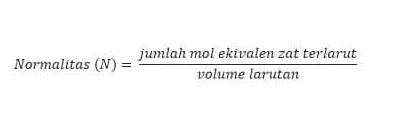 Normalitas (N) = jumlah mol ekivalen zat terlarut
volume larutan